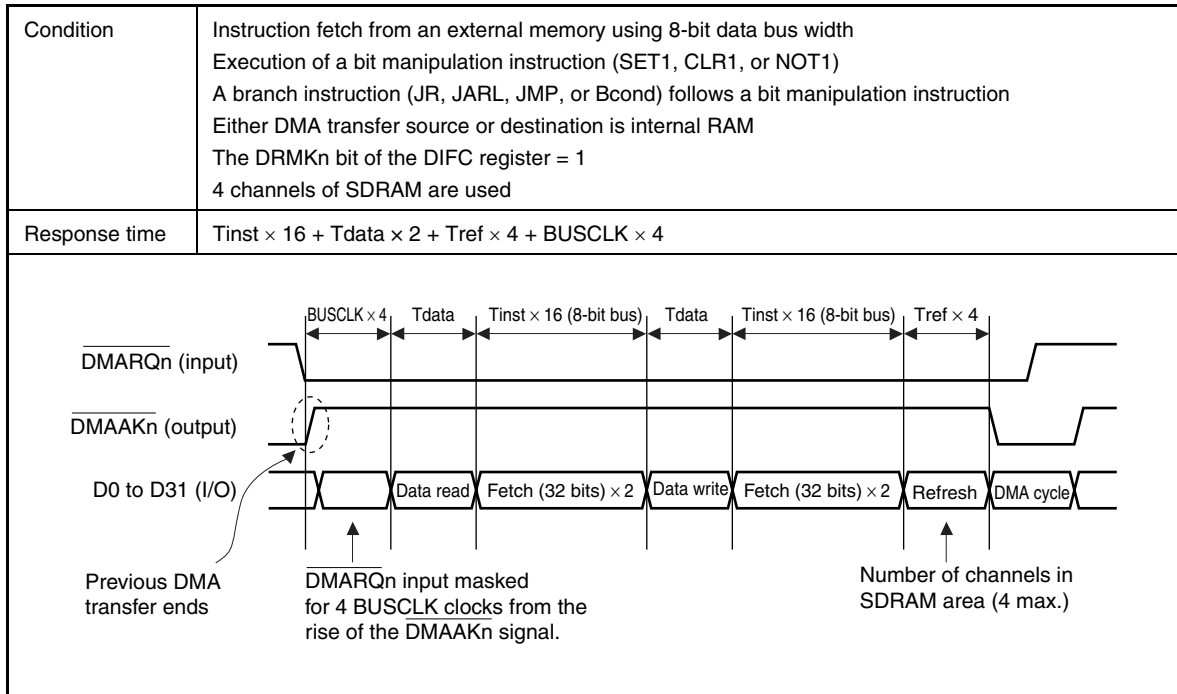 Condition
Instruction fetch from an external memory using 8-bit data bus width
Execution of a bit manipulation instruction (SET1, CLR1, or NOT1)
A branch instruction (JR, JARL, JMP, or Bcond) follows a bit manipulation instruction
Either DMA transfer source or destination is internal RAM
The DRMKn bit of the DIFC register = 1
4 channels of SDRAM are used
Response time
Tinst × 16 + Tdata × 2 + Tref × 4 + BUSCLK × 4
BUSCLK × 4 Tdata Tinst × 16 (8-bit bus) Tdata Tinst × 16 (8-bit bus) Tref × 4
DMARQn (input)
DMAAKn (output)
D0 to D31 (I/O) Data read Fetch (32 bits) × 2 Data write Fetch (32 bits) × 2 Refresh DMA cycle
Previous DMA
transfer ends
DMARQn input masked
for 4 BUSCLK clocks from the
rise of the DMAAKn signal.
Number of channels in
SDRAM area (4 max.)